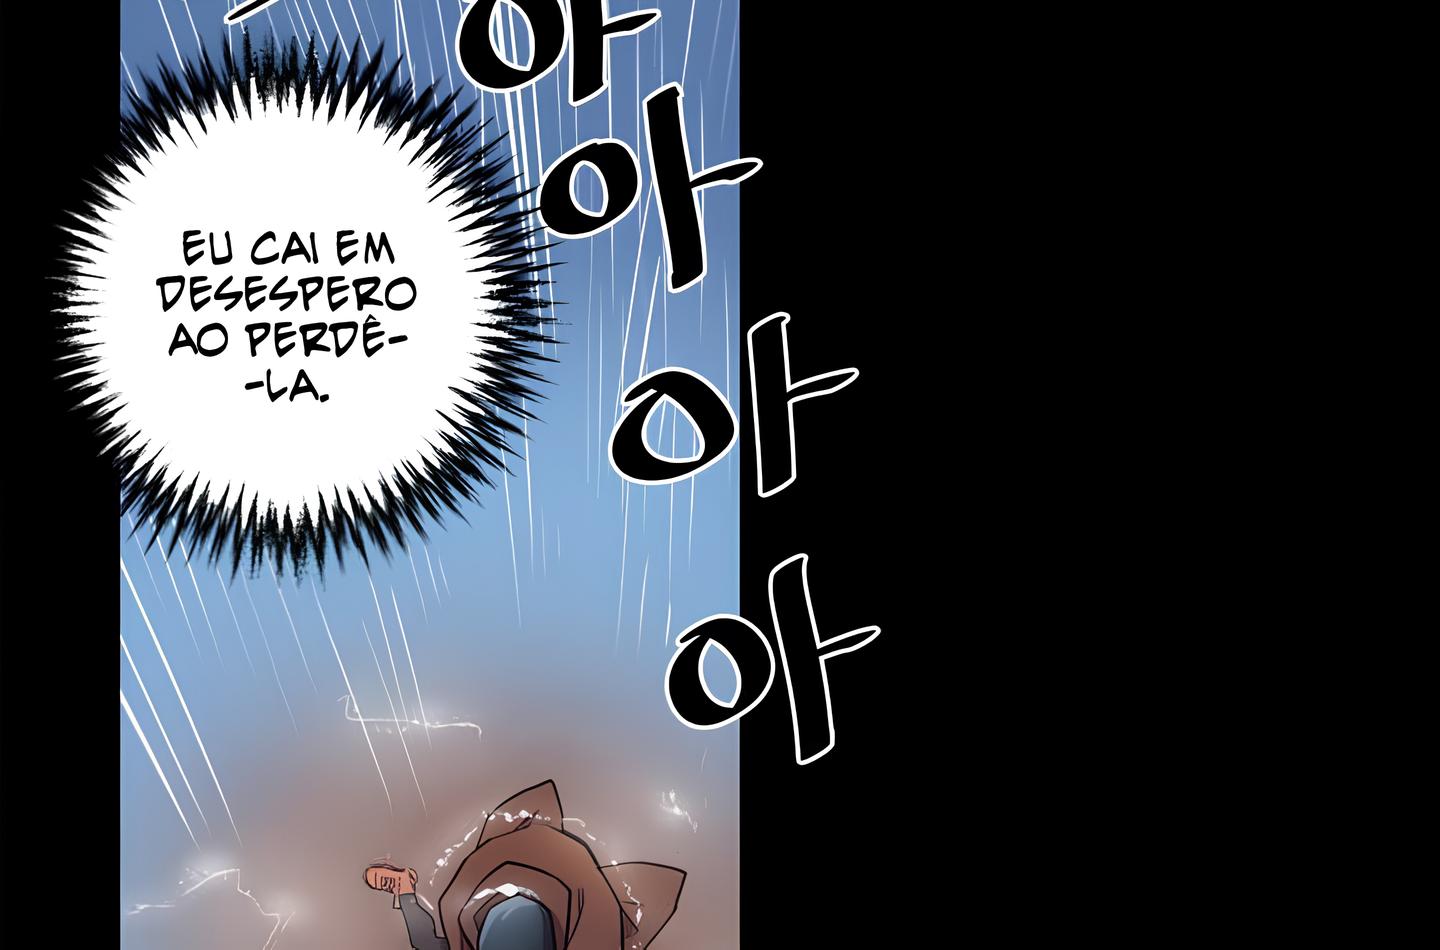 아
EU CAI EM
DESESPERO
AO PERDÊ-
-LA.
아
아
아